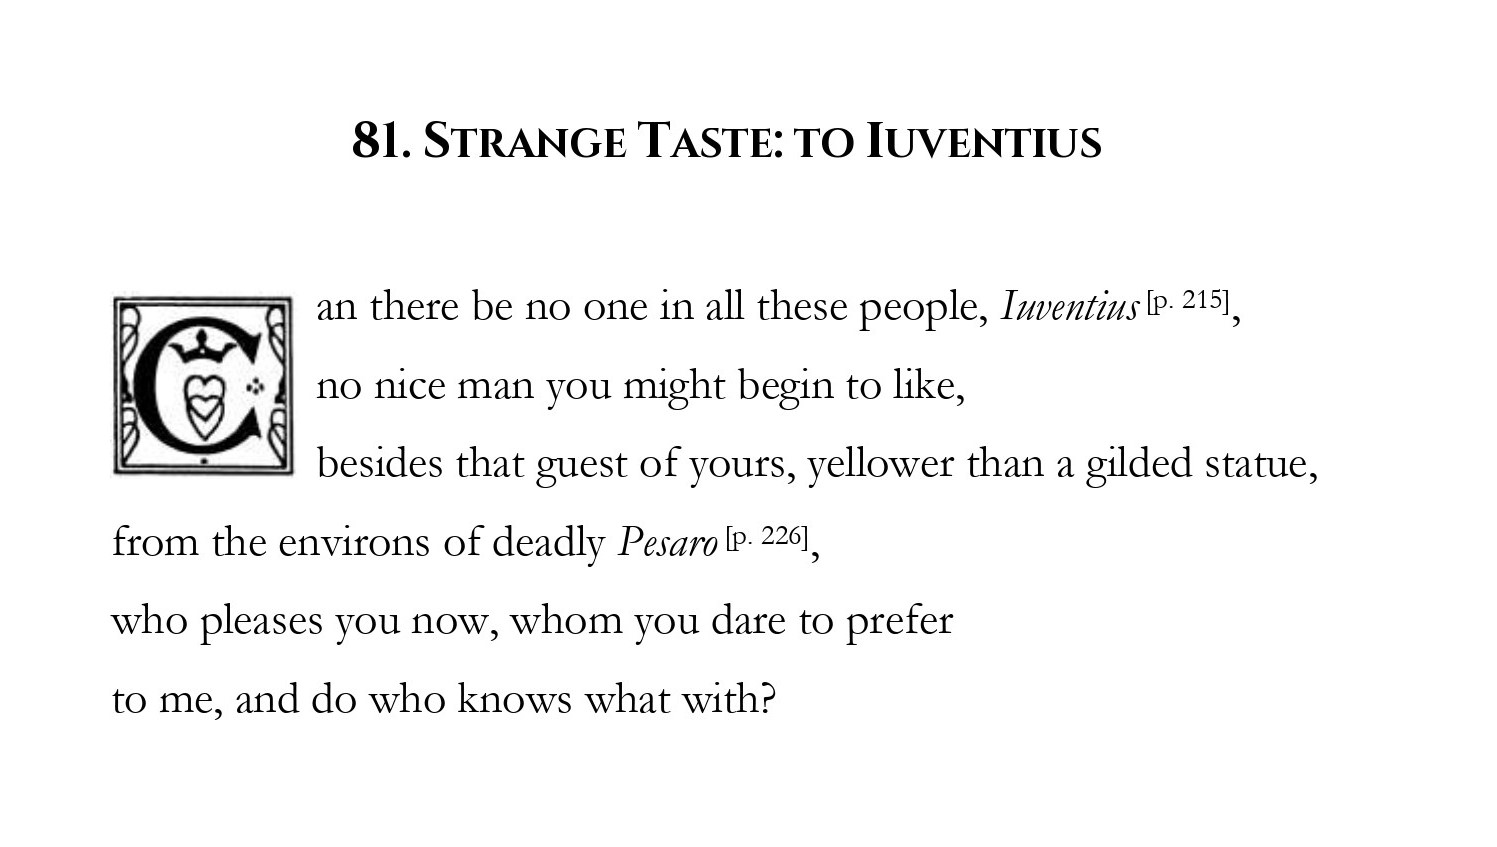 81. STRANGE TASTE: TO IUVENTIUS
Can there be no one in all these people, Iuventius [p. 215],
no nice man you might begin to like,
besides that guest of yours, yellower than a gilded statue,
from the environs of deadly Pesaro [p. 226],
who pleases you now, whom you dare to prefer
to me, and do who knows what with?